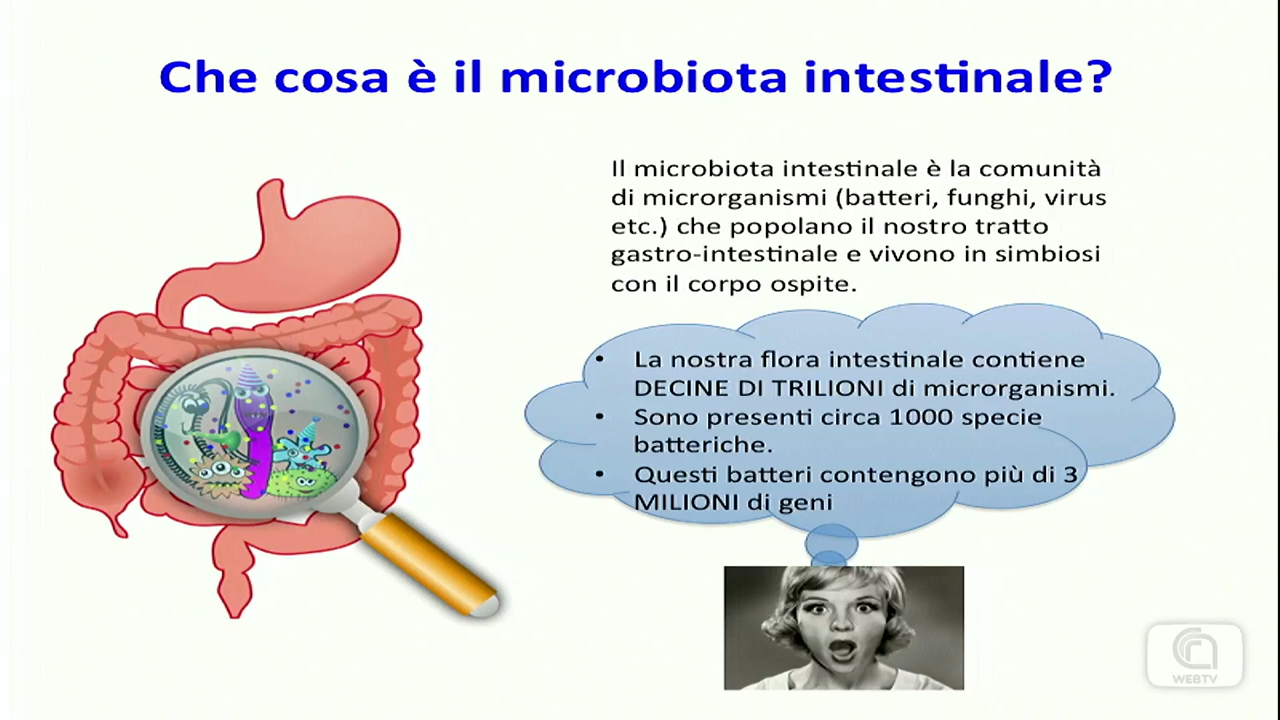 Che cosa è il microbiota intestinale?
Il microbiota intestinale è la comunità
di microrganismi (batteri, funghi, virus
etc.) che popolano il nostro tratto
gastro-intestinale e vivono in simbiosi
con il corpo ospite.
• La nostra flora intestinale contiene
DECINE DI TRILIONI di microrganismi.
• Sono presenti circa 1000 specie
batteriche.
• Questi batteri contengono più di 3
MILIONI di geni
WEBTV